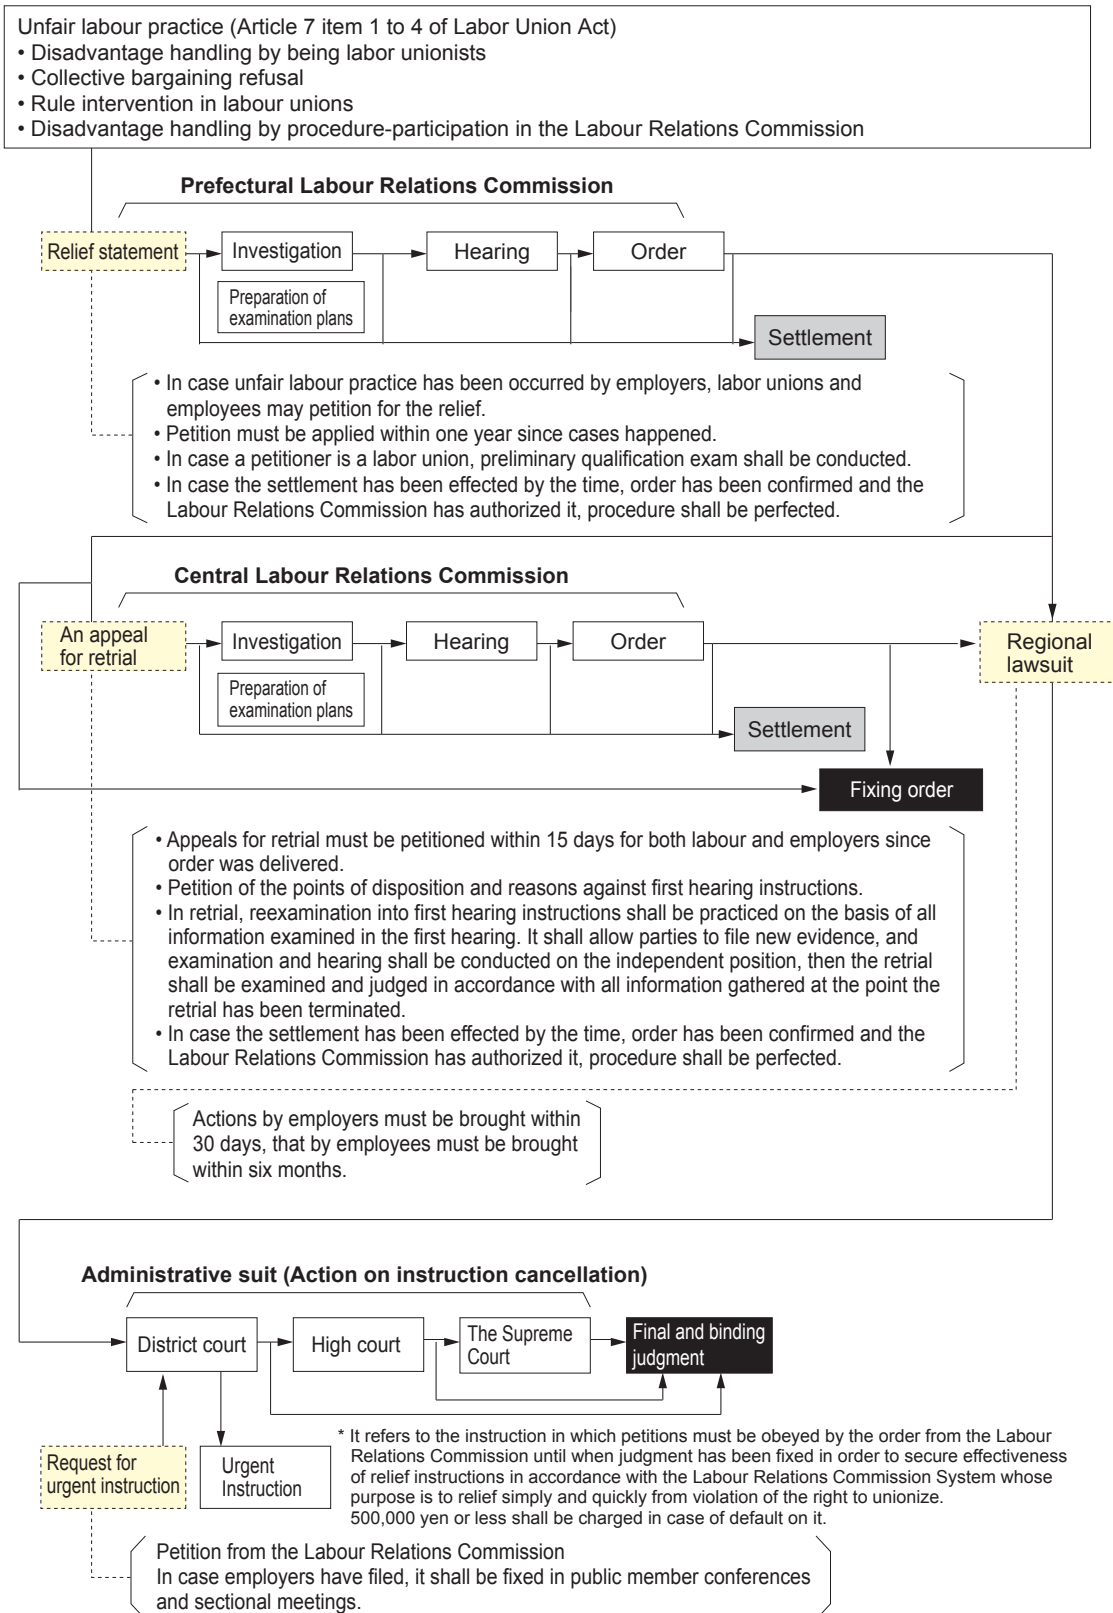 Unfair labour practice (Article 7 item 1 to 4 of Labor Union Act)
• Disadvantage handling by being labor unionists
• Collective bargaining refusal
• Rule intervention in labour unions
• Disadvantage handling by procedure-participation in the Labour Relations Commission
Prefectural Labour Relations Commission
Relief statement
Investigation
Hearing
Order
Preparation of
examination plans
Settlement
• In case unfair labour practice has been occurred by employers, labor unions and
employees may petition for the relief.
• Petition must be applied within one year since cases happened.
• In case a petitioner is a labor union, preliminary qualification exam shall be conducted.
• In case the settlement has been effected by the time, order has been confirmed and the
Labour Relations Commission has authorized it, procedure shall be perfected.
Central Labour Relations Commission
An appeal
for retrial
Investigation
Hearing
Order
Regional
lawsuit
Preparation of
examination plans
Settlement
Fixing order
• Appeals for retrial must be petitioned within 15 days for both labour and employers since
order was delivered.
• Petition of the points of disposition and reasons against first hearing instructions.
• In retrial, reexamination into first hearing instructions shall be practiced on the basis of all
information examined in the first hearing. It shall allow parties to file new evidence, and
examination and hearing shall be conducted on the independent position, then the retrial
shall be examined and judged in accordance with all information gathered at the point the
retrial has been terminated.
• In case the settlement has been effected by the time, order has been confirmed and the
Labour Relations Commission has authorized it, procedure shall be perfected.
Actions by employers must be brought within
30 days, that by employees must be brought
within six months.
Administrative suit (Action on instruction cancellation)
District court
High court
The Supreme
Court
Final and binding
judgment
Request for
urgent instruction
Urgent
Instruction
* It refers to the instruction in which petitions must be obeyed by the order from the Labour
Relations Commission until when judgment has been fixed in order to secure effectiveness
of relief instructions in accordance with the Labour Relations Commission System whose
purpose is to relief simply and quickly from violation of the right to unionize.
500,000 yen or less shall be charged in case of default on it.
Petition from the Labour Relations Commission
In case employers have filed, it shall be fixed in public member conferences
and sectional meetings.